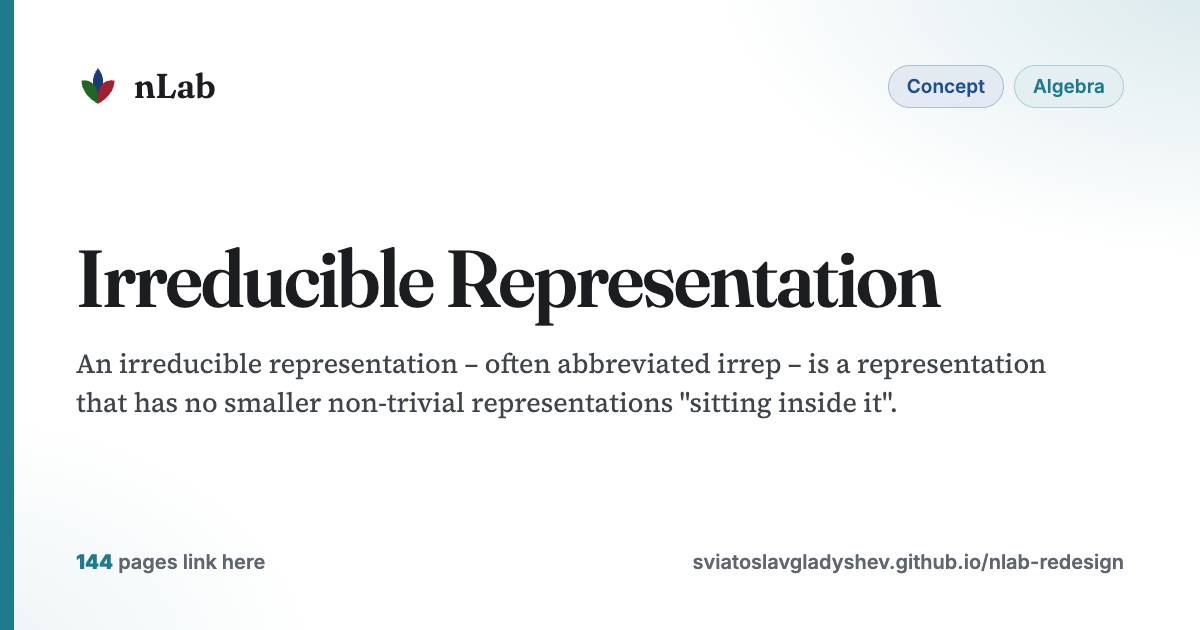 nLab
Concept
Algebra
Irreducible Representation
An irreducible representation – often abbreviated irrep – is a representation
that has no smaller non-trivial representations "sitting inside it".
144 pages link here
sviatoslavgladyshev.github.io/nlab-redesign